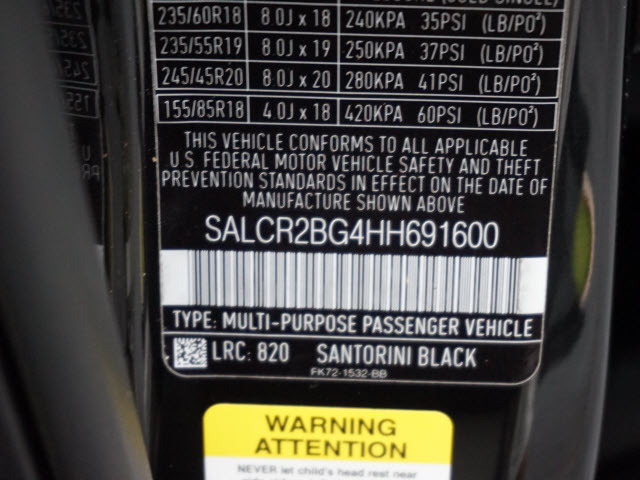 235/60R18 8.0J x 18 240KPA 35PSI (LB/PO²)
235/55R19 8.0J x 19 250KPA 37PSI (LB/PO²)
245/45R20 8.0J x 20 280KPA 41PSI (LB/PO²)
155/85R18 4.0J x 18 420KPA 60PSI (LB/PO²)
THIS VEHICLE CONFORMS TO ALL APPLICABLE
U.S. FEDERAL MOTOR VEHICLE SAFETY AND THEFT
PREVENTION STANDARDS IN EFFECT ON THE DATE OF
MANUFACTURE SHOWN ABOVE
SALCR2BG4HH691600
TYPE: MULTI-PURPOSE PASSENGER VEHICLE
LRC: 820 SANTORINI BLACK
FK72-1532-BB
WARNING
ATTENTION
NEVER let child's head rest near